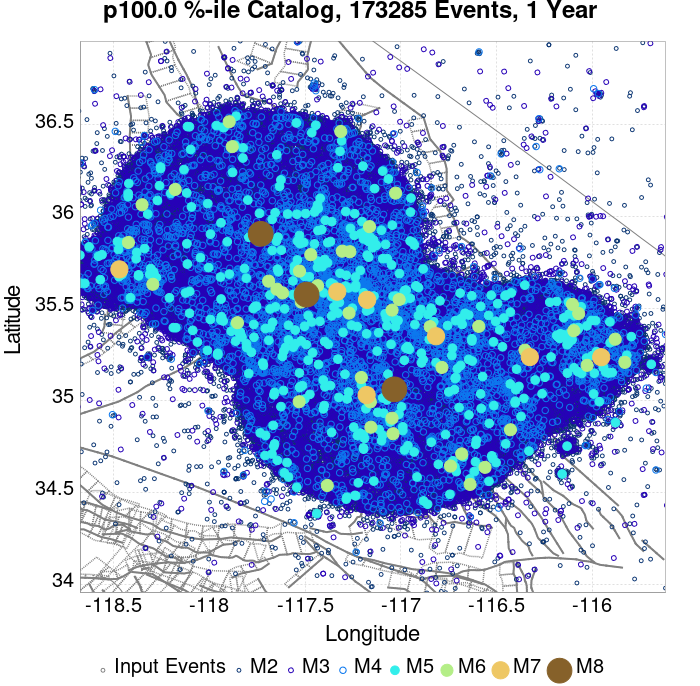 p100.0 %-ile Catalog, 173285 Events, 1 Year
36.5
36
35.5
35
34.5
34
Latitude
-118.5 -118 -117.5 -117 -116.5 -116
Longitude
Input Events M2 M3 M4 M5 M6 M7 M8